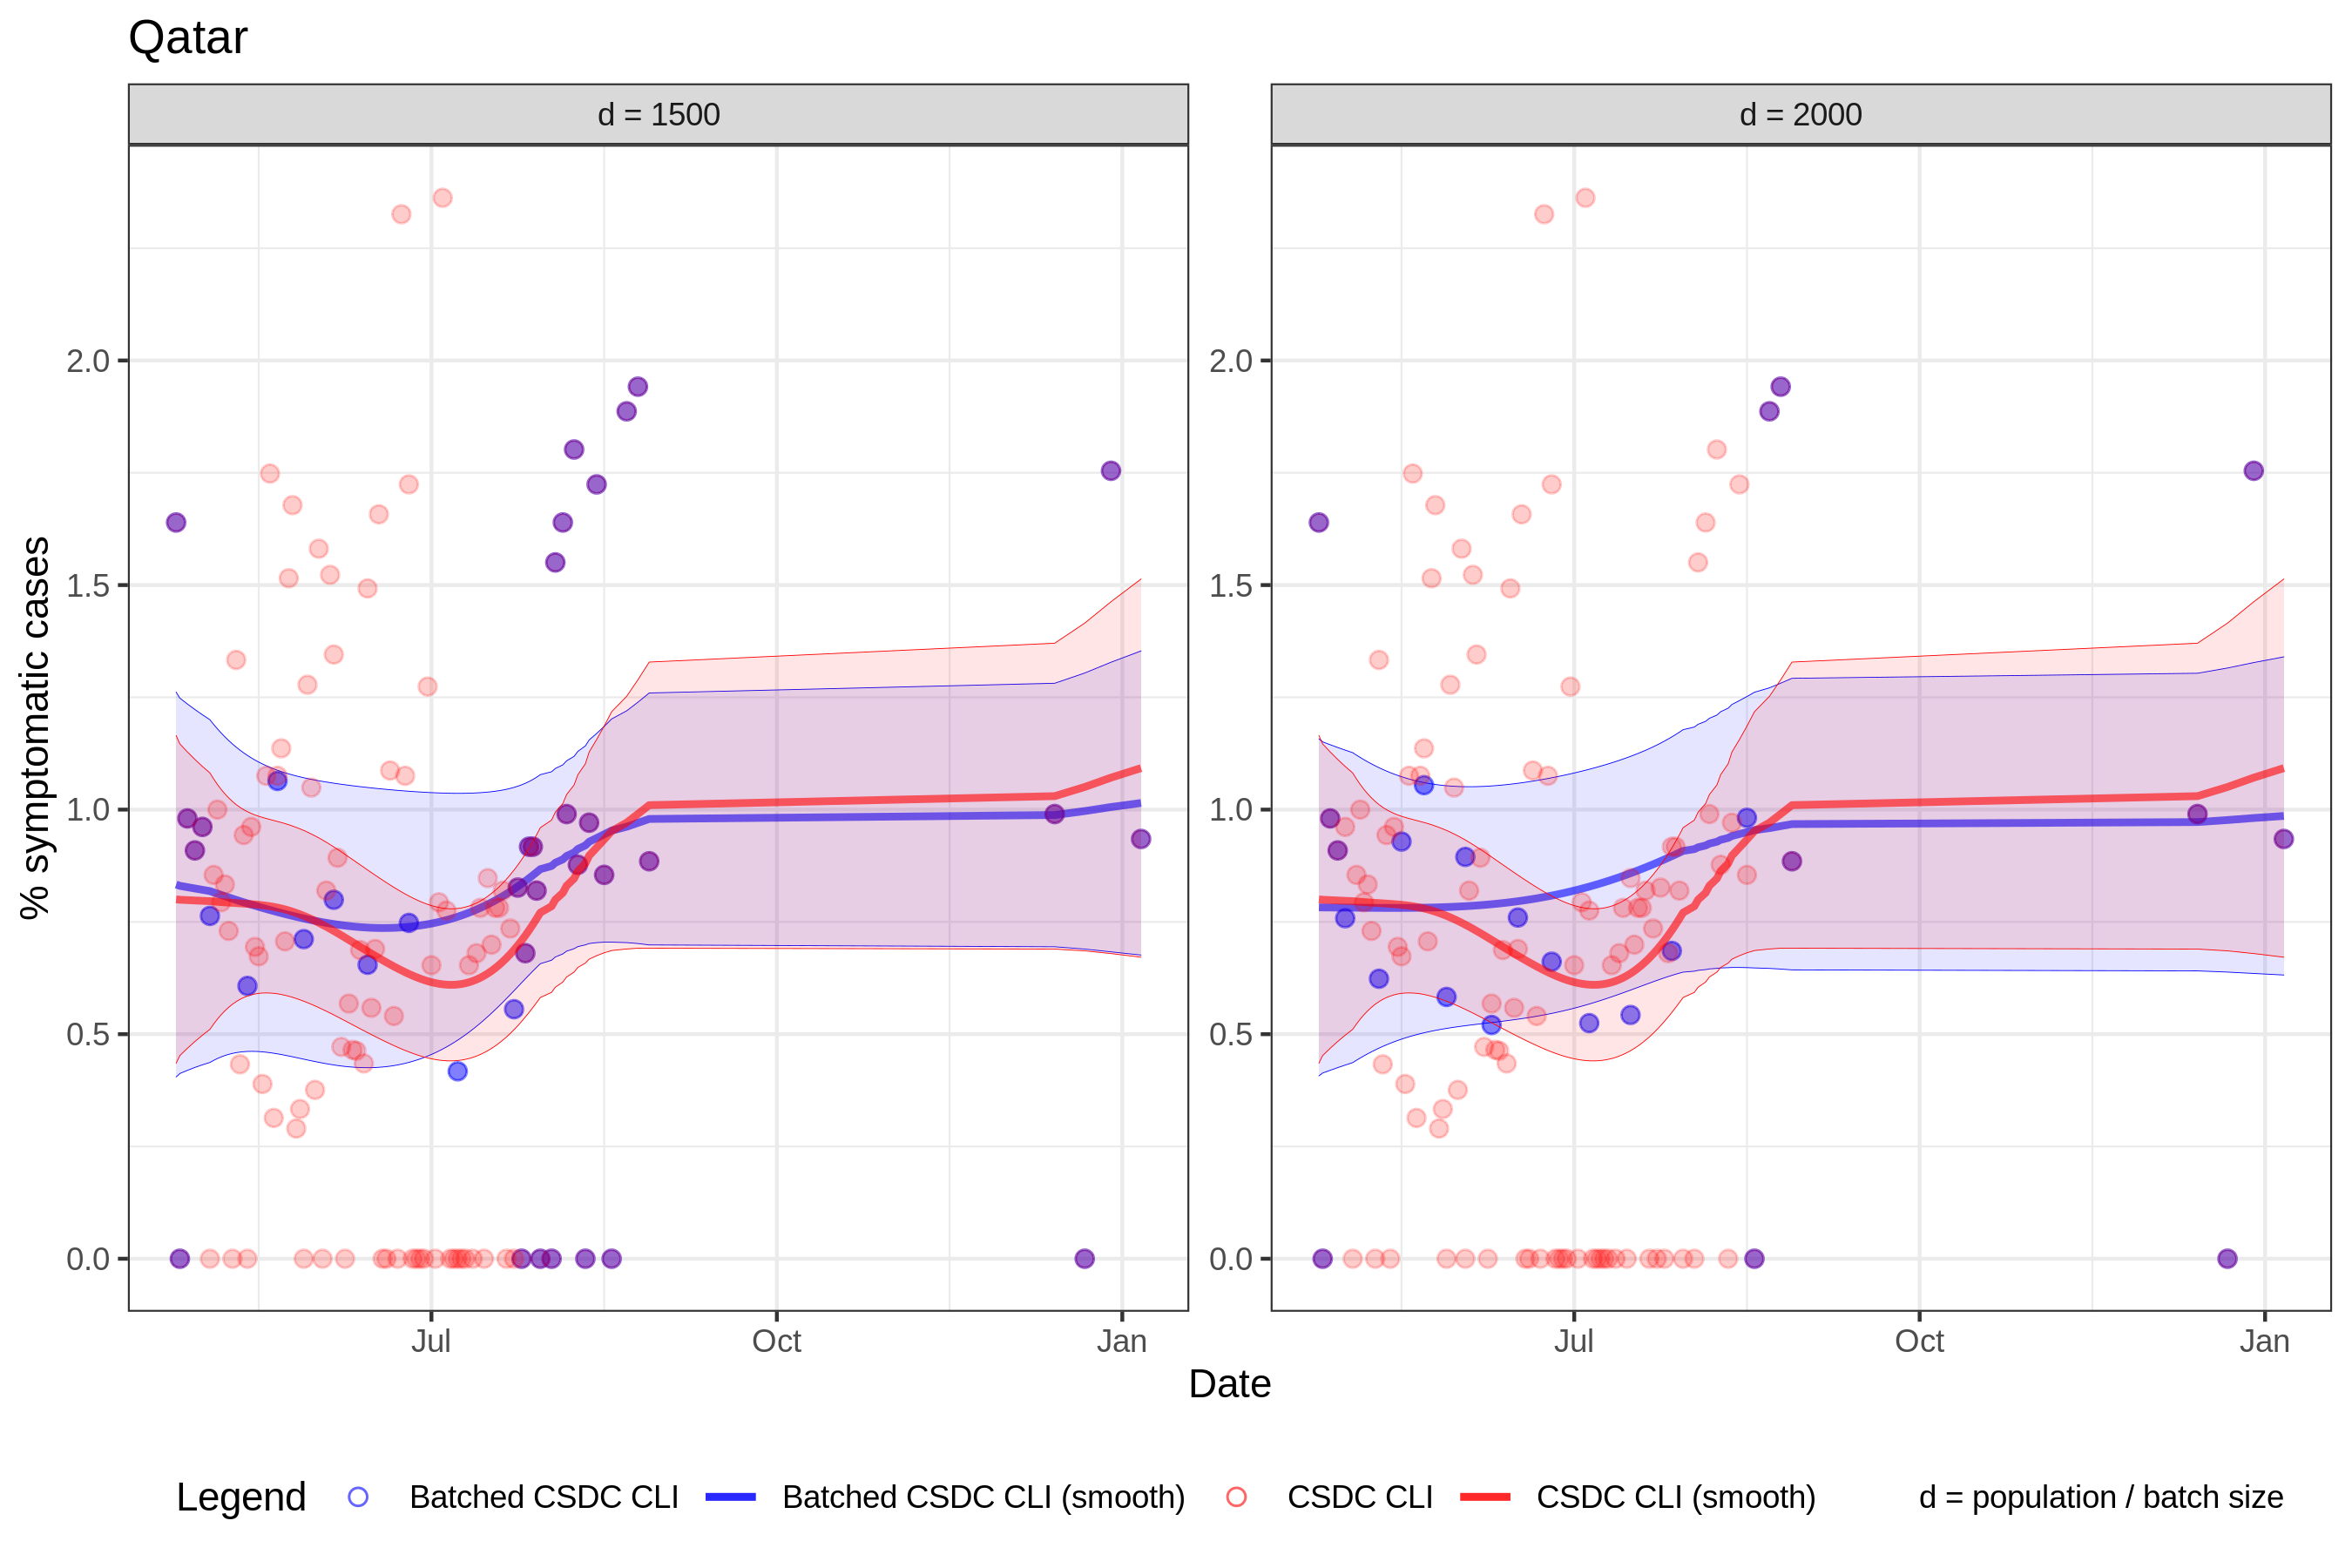 Qatar
d = 1500
d = 2000
% symptomatic cases
2.0
1.5
1.0
0.5
0.0
2.0
1.5
1.0
0.5
0.0
Jul
Oct
Jan
Jul
Oct
Jan
Date
Legend
Batched CSDC CLI
Batched CSDC CLI (smooth)
CSDC CLI
CSDC CLI (smooth)
d = population / batch size